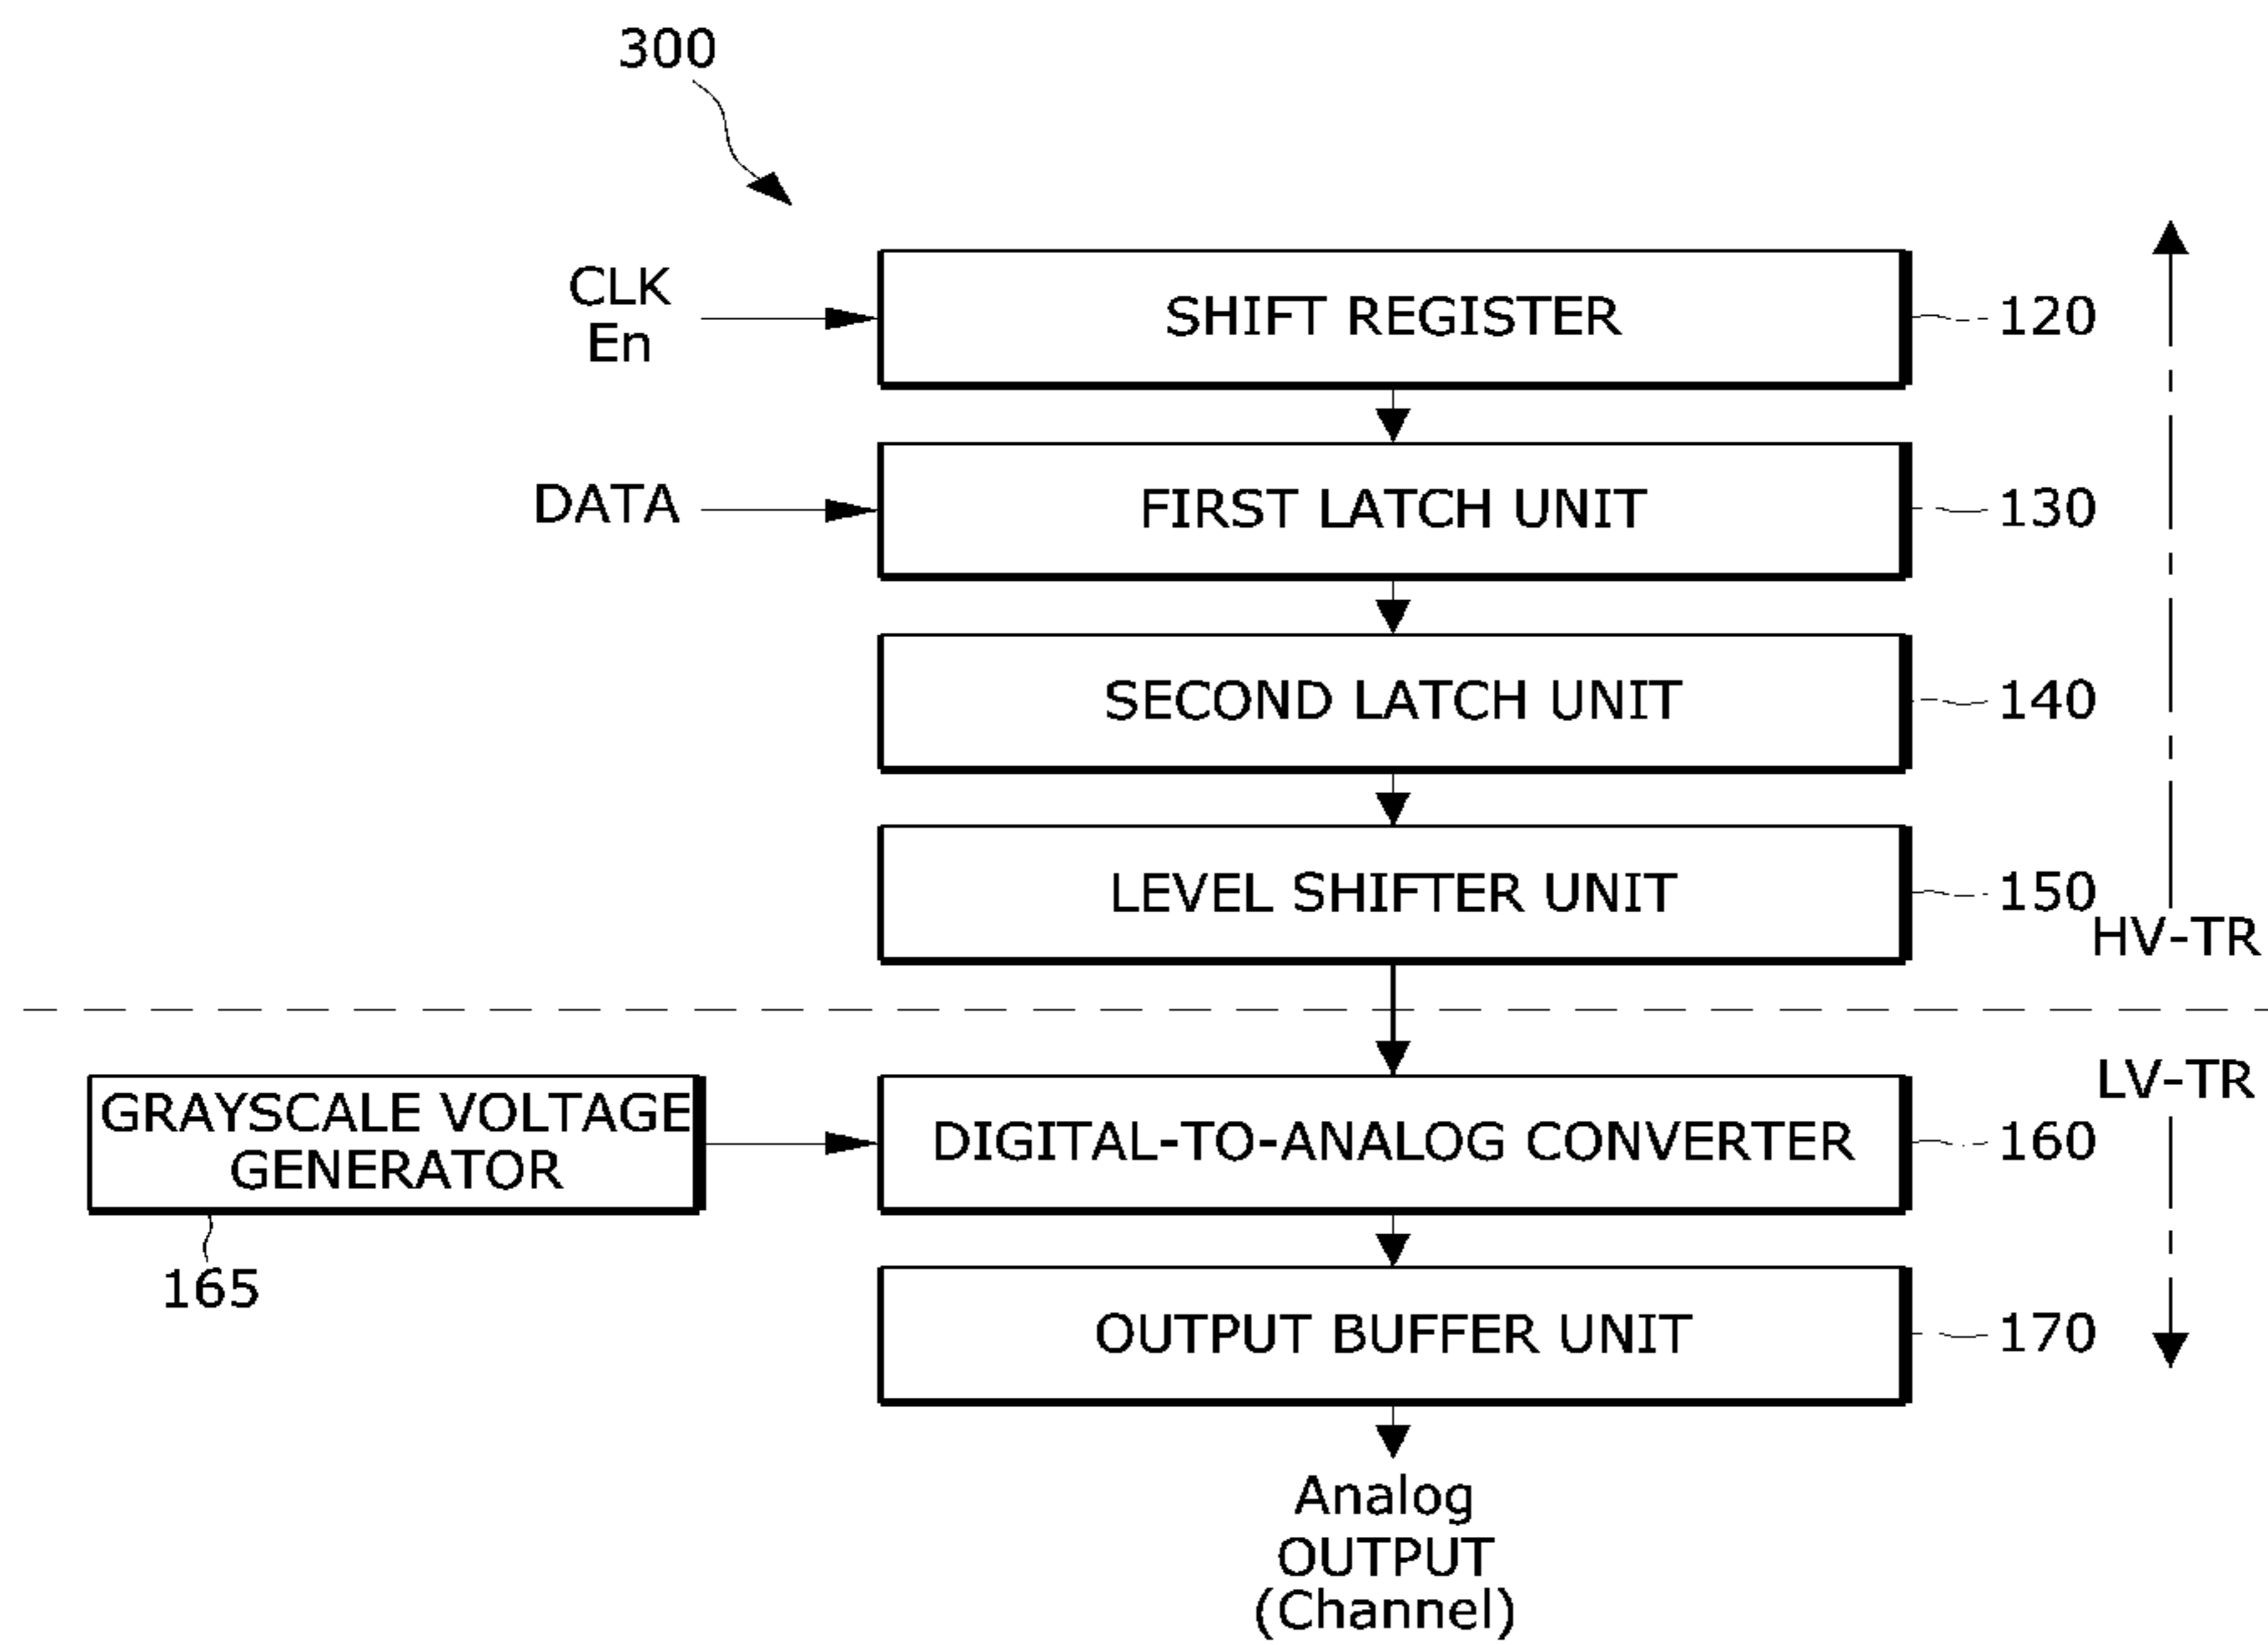 300
CLK
En
SHIFT REGISTER
120
DATA
FIRST LATCH UNIT
130
SECOND LATCH UNIT
140
LEVEL SHIFTER UNIT
150
HV-TR
LV-TR
GRAYSCALE VOLTAGE
GENERATOR
165
DIGITAL-TO-ANALOG CONVERTER
160
OUTPUT BUFFER UNIT
170
Analog
OUTPUT
(Channel)